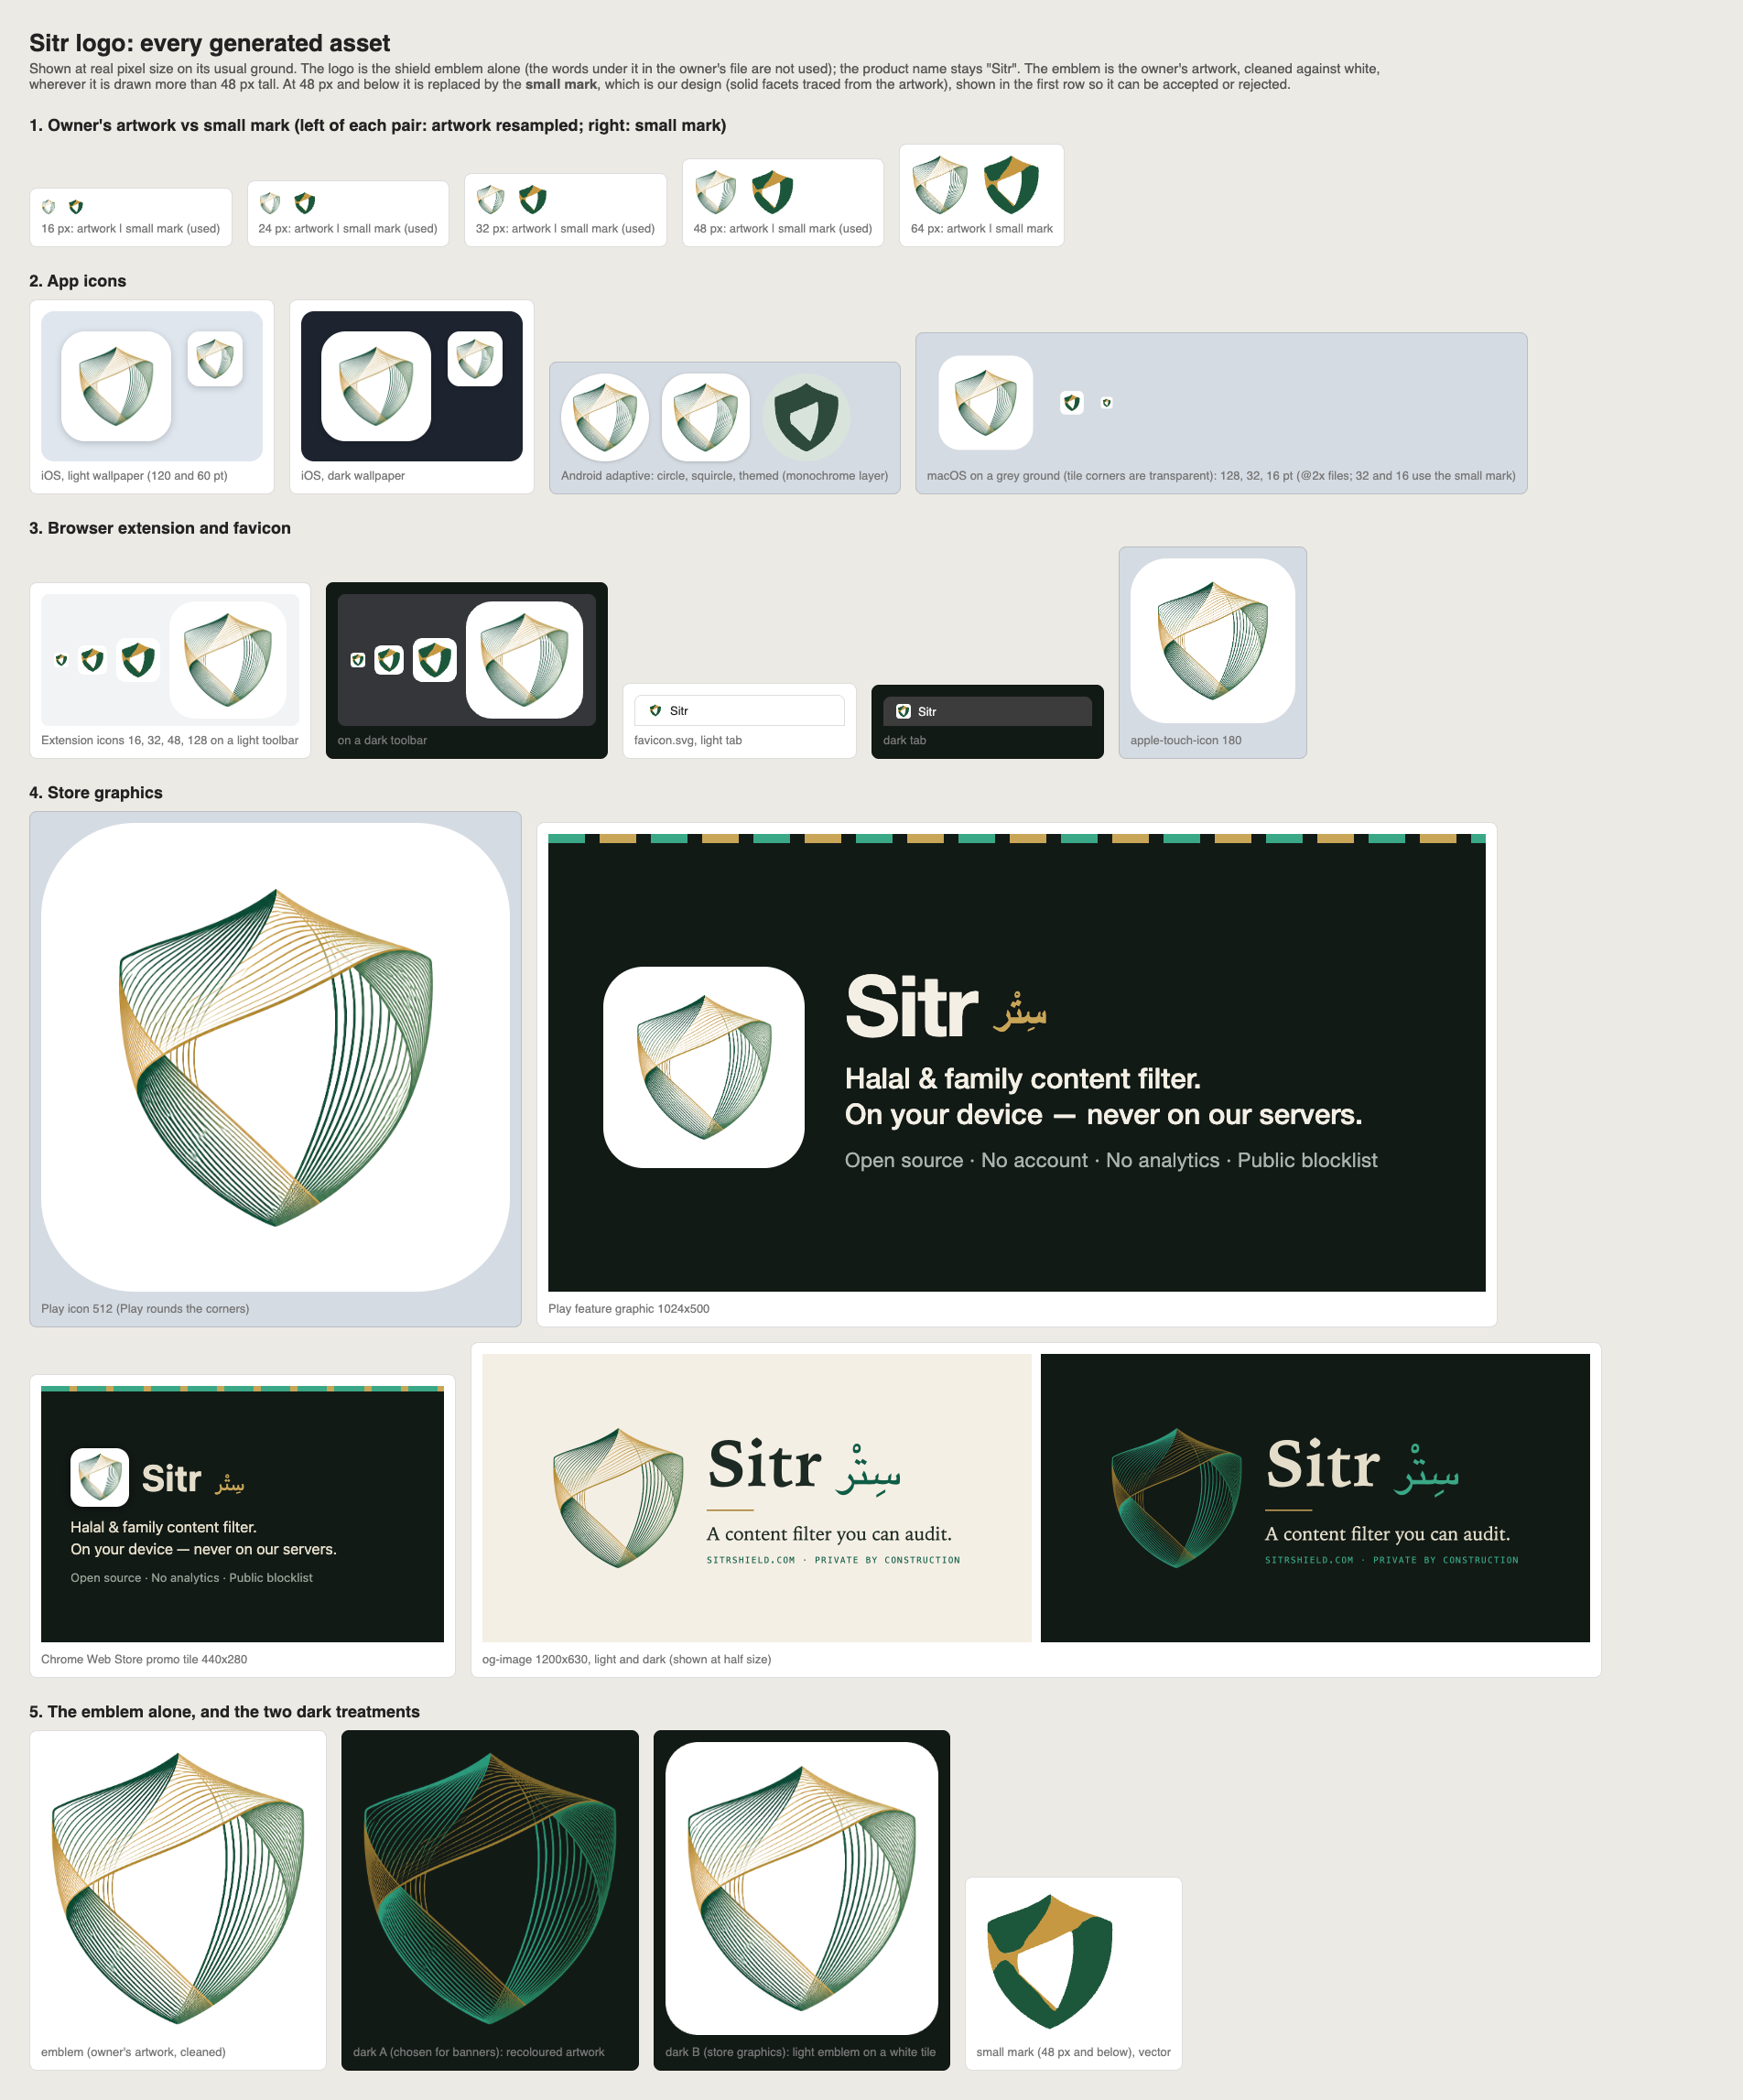 Sitr logo: every generated asset
Shown at real pixel size on its usual ground. The logo is the shield emblem alone (the words under it in the owner's file are not used); the product name stays "Sitr". The emblem is the owner's artwork, cleaned against white,
wherever it is drawn more than 48 px tall. At 48 px and below it is replaced by the small mark, which is our design (solid facets traced from the artwork), shown in the first row so it can be accepted or rejected.
1. Owner's artwork vs small mark (left of each pair: artwork resampled; right: small mark)
16 px: artwork | small mark (used)
24 px: artwork | small mark (used)
32 px: artwork | small mark (used)
48 px: artwork | small mark (used)
64 px: artwork | small mark
2. App icons
iOS, light wallpaper (120 and 60 pt)
iOS, dark wallpaper
Android adaptive: circle, squircle, themed (monochrome layer)
macOS on a grey ground (tile corners are transparent): 128, 32, 16 pt (@2x files; 32 and 16 use the small mark)
3. Browser extension and favicon
Extension icons 16, 32, 48, 128 on a light toolbar
on a dark toolbar
Sitr
favicon.svg, light tab
Sitr
dark tab
apple-touch-icon 180
4. Store graphics
Play icon 512 (Play rounds the corners)
Sitr سِتْر
Halal & family content filter.
On your device — never on our servers.
Open source · No account · No analytics · Public blocklist
Play feature graphic 1024x500
Sitr سِتْر
Halal & family content filter.
On your device — never on our servers.
Open source · No analytics · Public blocklist
Chrome Web Store promo tile 440x280
Sitr سِتْر
A content filter you can audit.
SITRSHIELD.COM · PRIVATE BY CONSTRUCTION
Sitr سِتْر
A content filter you can audit.
SITRSHIELD.COM · PRIVATE BY CONSTRUCTION
og-image 1200x630, light and dark (shown at half size)
5. The emblem alone, and the two dark treatments
emblem (owner's artwork, cleaned)
dark A (chosen for banners): recoloured artwork
dark B (store graphics): light emblem on a white tile
small mark (48 px and below), vector